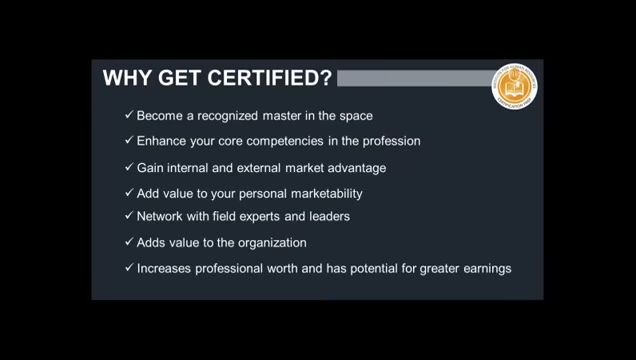 WHY GET CERTIFIED?
✓ Become a recognized master in the space
✓ Enhance your core competencies in the profession
✓ Gain internal and external market advantage
✓ Add value to your personal marketability
✓ Network with field experts and leaders
✓ Adds value to the organization
✓ Increases professional worth and has potential for greater earnings